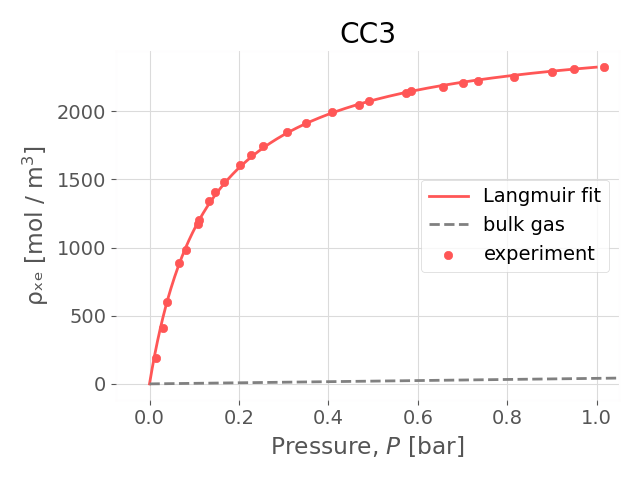 CC3
ρₓₑ [mol / m³]
2000
1500
1000
500
0
Langmuir fit
bulk gas
experiment
0.0 0.2 0.4 0.6 0.8 1.0
Pressure, P [bar]